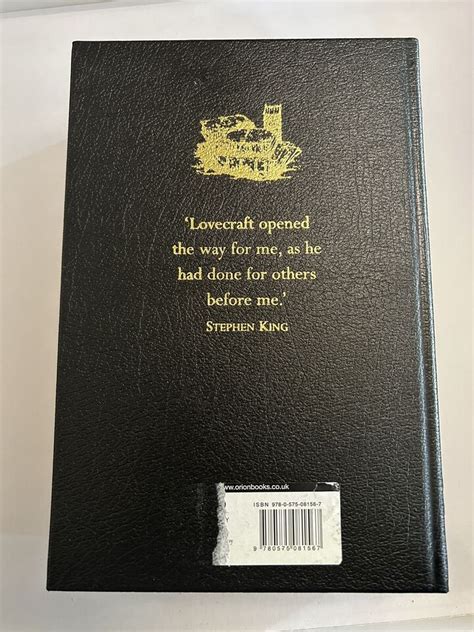 ‘Lovecraft opened
the way for me, as he
had done for others
before me.’
STEPHEN KING
www.orionbooks.co.uk
ISBN 978-0-575-08156-7
9 780575 081567